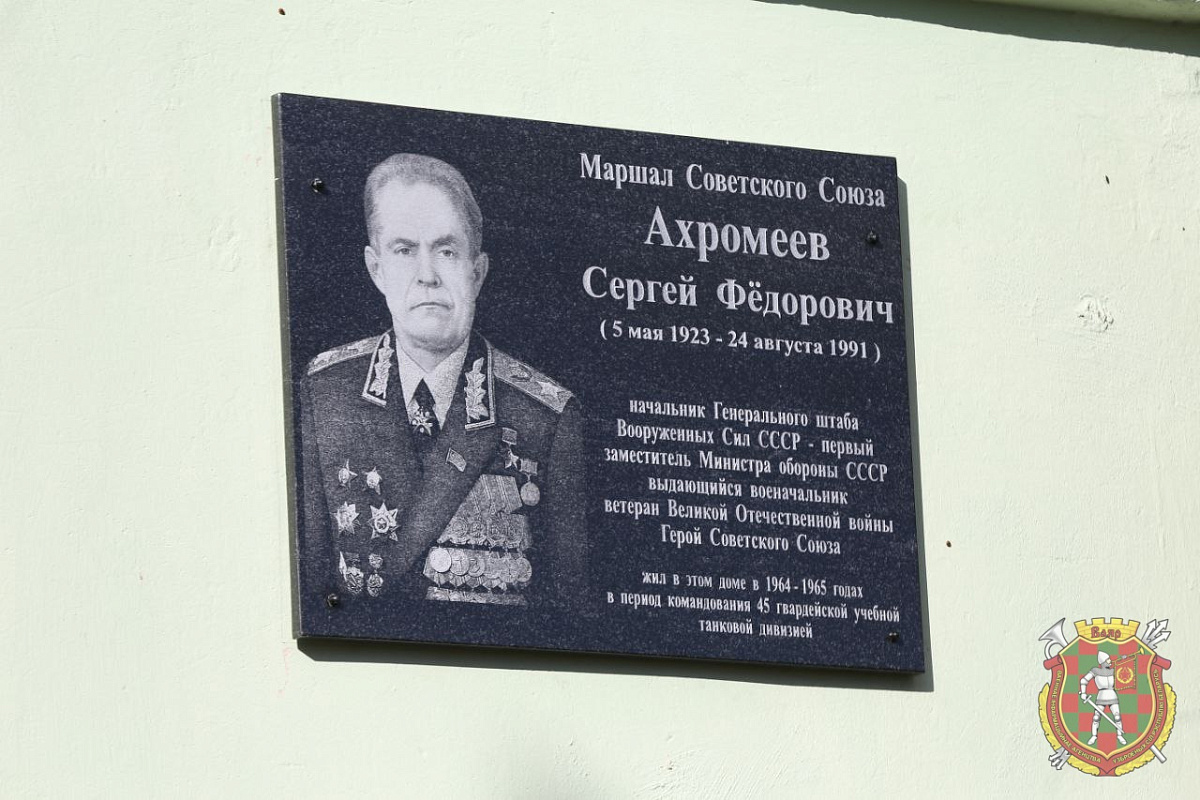 Маршал Советского Союза
Ахромеев
Сергей Фёдорович
( 5 мая 1923 - 24 августа 1991 )
начальник Генерального штаба
Вооруженных Сил СССР - первый
заместитель Министра обороны СССР
выдающийся военачальник
ветеран Великой Отечественной войны
Герой Советского Союза
жил в этом доме в 1964 - 1965 годах
в период командования 45 гвардейской учебной
танковой дивизией
Ваяр